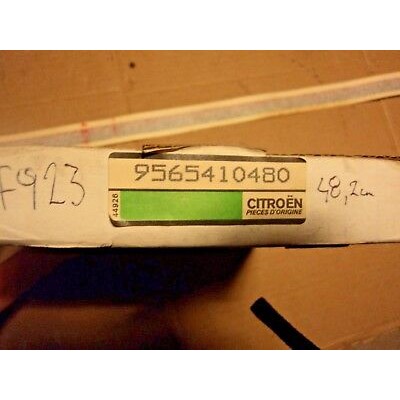 F923
9565410480
44926
CITROËN
PIECES D'ORIGINE
48,2cm